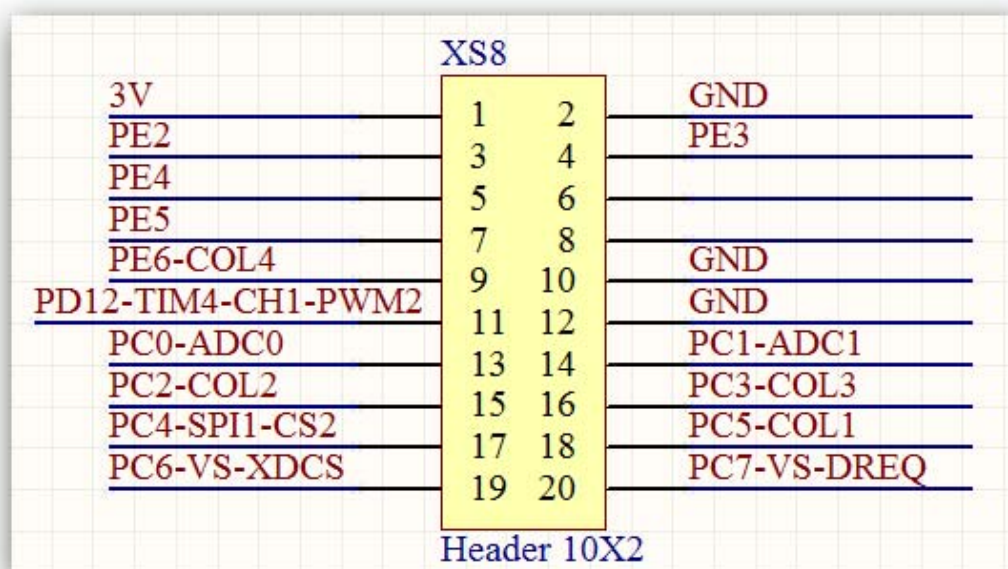 XS8
3V 1 2 GND
PE2 3 4 PE3
PE4 5 6
PE5 7 8
PE6-COL4 9 10 GND
PD12-TIM4-CH1-PWM2 11 12 GND
PC0-ADC0 13 14 PC1-ADC1
PC2-COL2 15 16 PC3-COL3
PC4-SPI1-CS2 17 18 PC5-COL1
PC6-VS-XDCS 19 20 PC7-VS-DREQ
Header 10X2